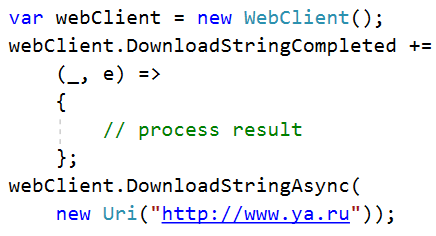 var webClient = new WebClient();
webClient.DownloadStringCompleted +=
    (_, e) =>
    {
        // process result
    };
webClient.DownloadStringAsync(
    new Uri("http://www.ya.ru"));